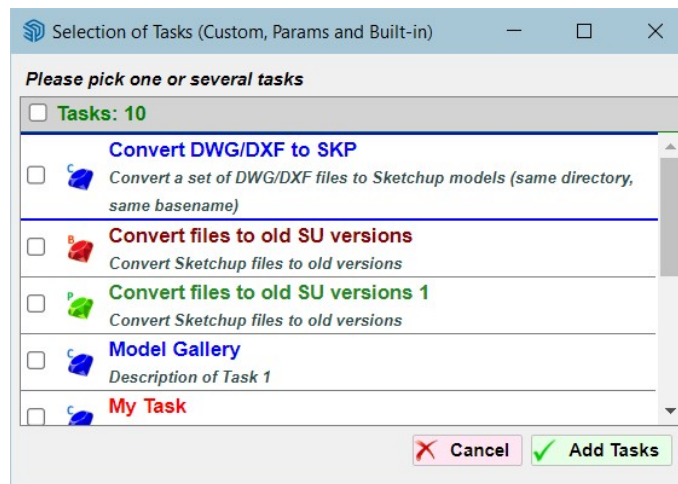 Selection of Tasks (Custom, Params and Built-in)
Please pick one or several tasks
Tasks: 10
C
Convert DWG/DXF to SKP
Convert a set of DWG/DXF files to Sketchup models (same directory,
same basename)
B
Convert files to old SU versions
Convert Sketchup files to old versions
P
Convert files to old SU versions 1
Convert Sketchup files to old versions
C
Model Gallery
Description of Task 1
C
My Task
Cancel
Add Tasks